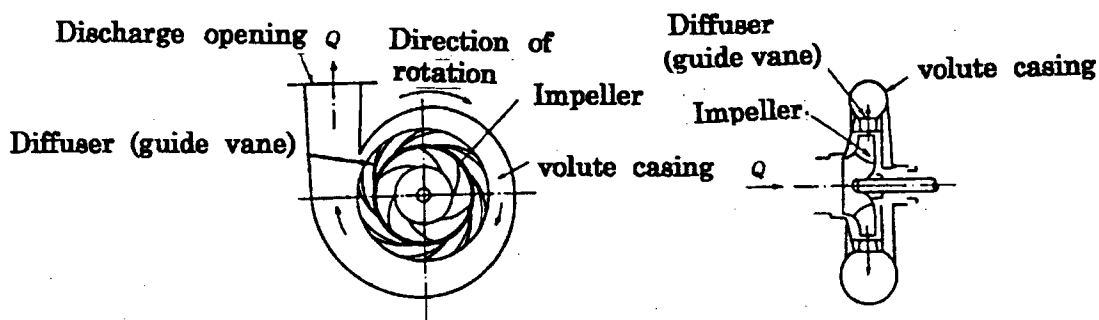 Discharge opening Q
Direction of
rotation
Impeller
Diffuser (guide vane)
volute casing
Diffuser
(guide vane)
volute casing
Impeller
Q